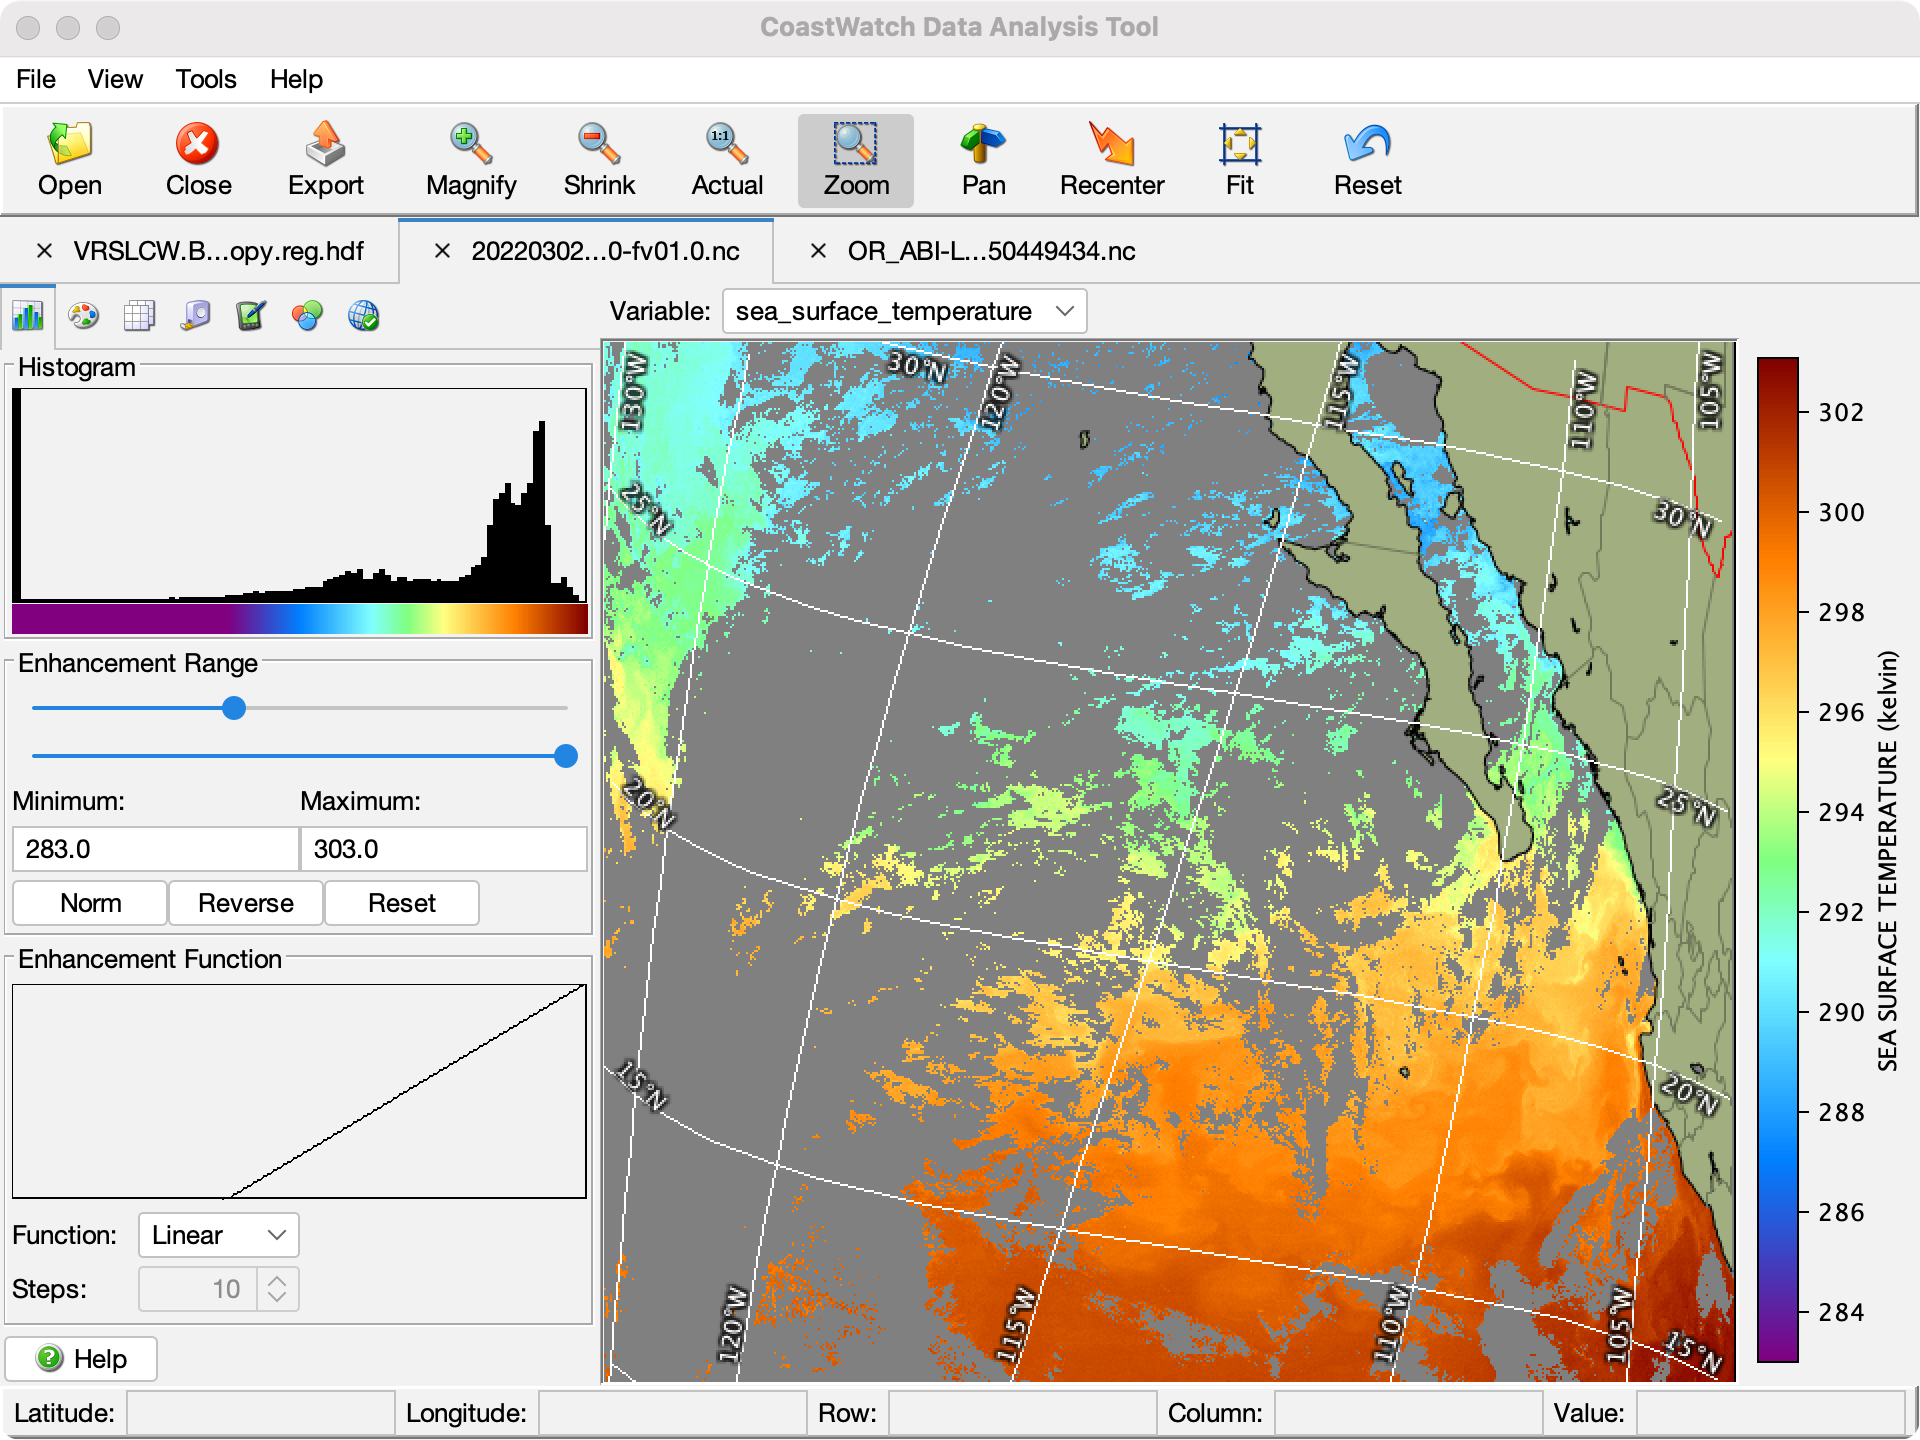 CoastWatch Data Analysis Tool
File View Tools Help
Open Close Export Magnify Shrink 1:1 Actual Zoom Pan Recenter Fit Reset
VRSLCW.B...opy.reg.hdf 20220302...0-fv01.0.nc OR_ABI-L...50449434.nc
Variable: sea_surface_temperature
Histogram
Enhancement Range
Minimum: Maximum:
283.0 303.0
Norm Reverse Reset
Enhancement Function
Function: Linear
Steps: 10
Help
130°W 30°N 120°W 115°W 110°W 105°W
25°N 30°N
20°N 25°N
15°N 20°N
120°W 115°W 110°W 105°W 15°N
302
300
298
296
294
292
290
288
286
284
SEA SURFACE TEMPERATURE (kelvin)
Latitude: Longitude: Row: Column: Value: